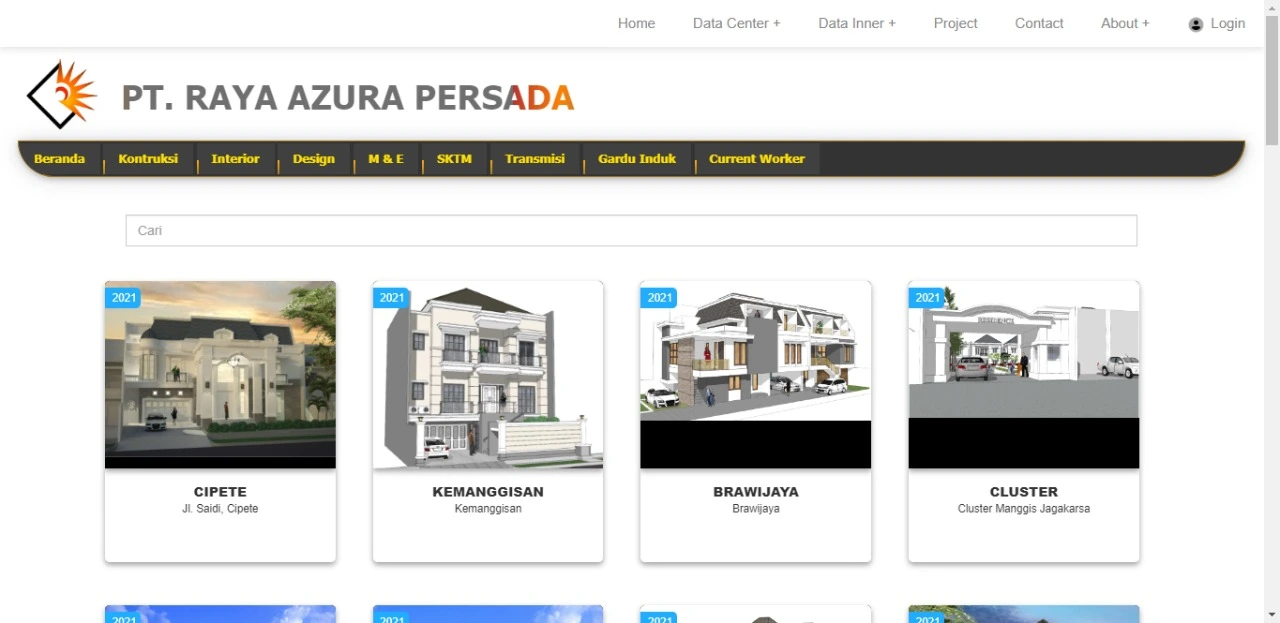 Home Data Center + Data Inner + Project Contact About + Login
PT. RAYA AZURA PERSADA
Beranda Kontruksi Interior Design M & E SKTM Transmisi Gardu Induk Current Worker
Cari
2021 2021 2021 2021
CIPETE KEMANGGISAN BRAWIJAYA CLUSTER
Jl. Saidi, Cipete Kemanggisan Brawijaya Cluster Manggis Jagakarsa
2021 2021 2021 2021